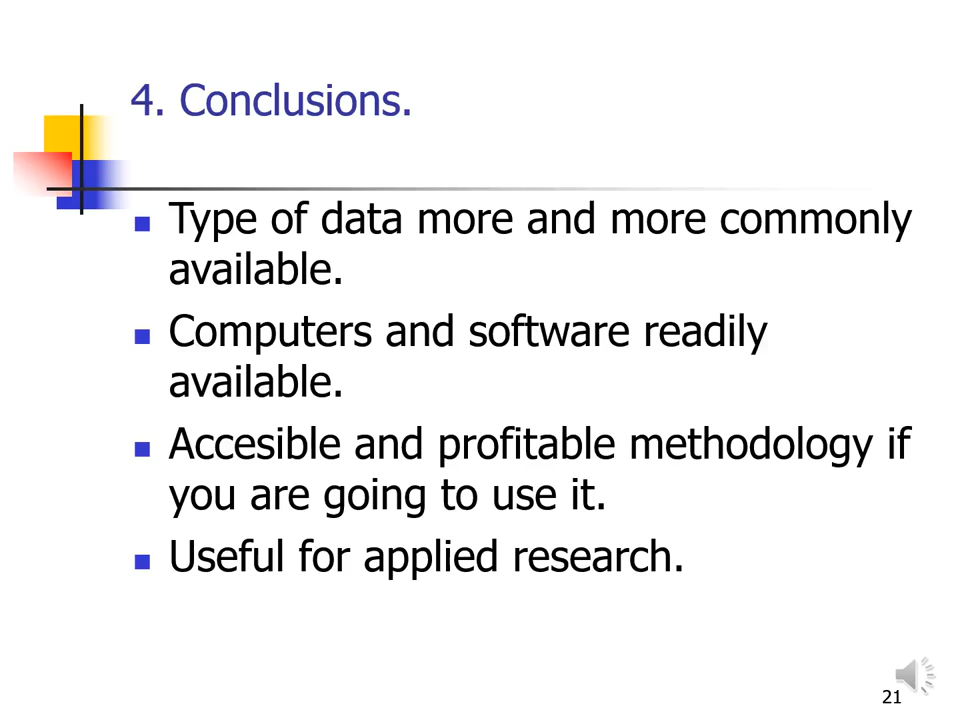 4. Conclusions.
Type of data more and more commonly
available.
Computers and software readily
available.
Accesible and profitable methodology if
you are going to use it.
Useful for applied research.
21